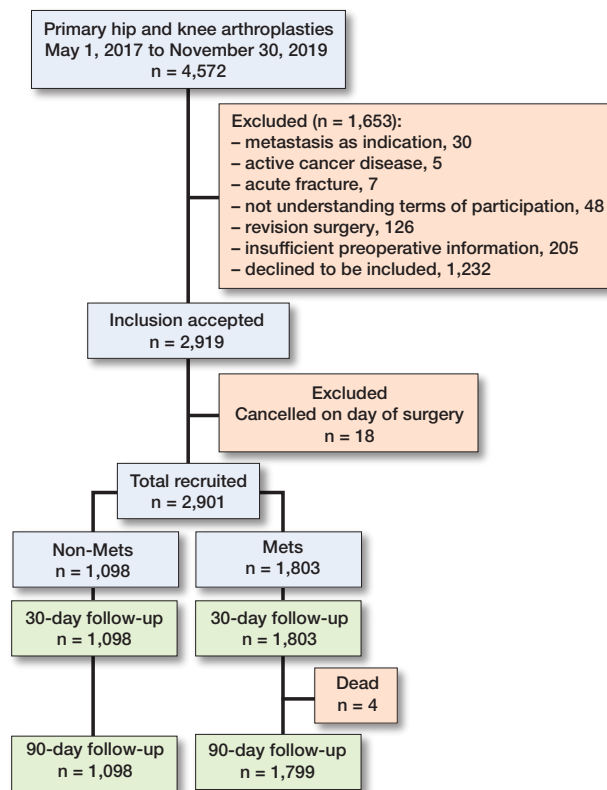 Primary hip and knee arthroplasties
May 1, 2017 to November 30, 2019
n = 4,572
Excluded (n = 1,653):
– metastasis as indication, 30
– active cancer disease, 5
– acute fracture, 7
– not understanding terms of participation, 48
– revision surgery, 126
– insufficient preoperative information, 205
– declined to be included, 1,232
Inclusion accepted
n = 2,919
Excluded
Cancelled on day of surgery
n = 18
Total recruited
n = 2,901
Non-Mets
n = 1,098
Mets
n = 1,803
30-day follow-up
n = 1,098
30-day follow-up
n = 1,803
Dead
n = 4
90-day follow-up
n = 1,098
90-day follow-up
n = 1,799